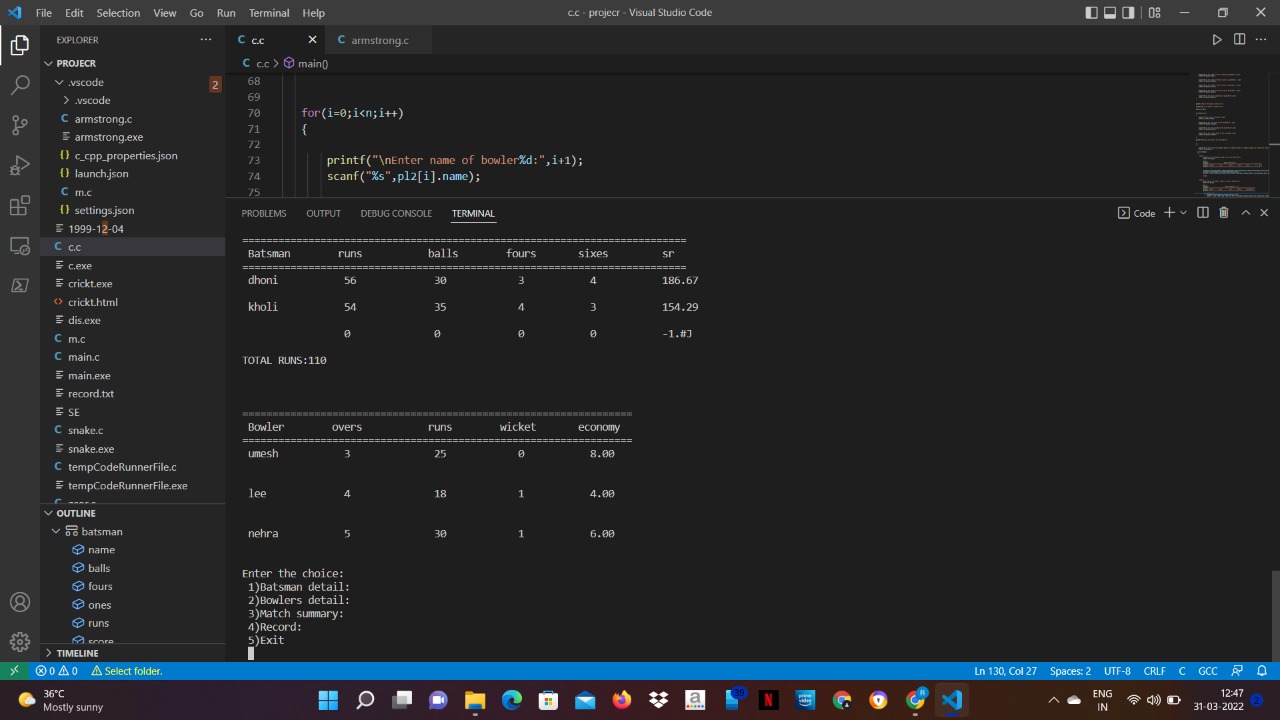 File Edit Selection View Go Run Terminal Help
c.c - projecr - Visual Studio Code
EXPLORER
PROJECR
.vscode
2
.vscode
armstrong.c
armstrong.exe
c_cpp_properties.json
launch.json
m.c
settings.json
1999-12-04
c.c
c.exe
crickt.exe
crickt.html
dis.exe
m.c
main.c
main.exe
record.txt
SE
snake.c
snake.exe
tempCodeRunnerFile.c
tempCodeRunnerFile.exe
OUTLINE
batsman
name
balls
fours
ones
runs
score
TIMELINE
c.c
armstrong.c
c.c > main()
68
69
70 for(i=0;i<n;i++)
71 {
72
73 printf("\nEnter name of bowler%d:",i+1);
74 scanf("%s",pl2[i].name);
75
PROBLEMS OUTPUT DEBUG CONSOLE TERMINAL
Code
==========================================================================
Batsman runs balls fours sixes sr
==========================================================================
dhoni 56 30 3 4 186.67
kholi 54 35 4 3 154.29
0 0 0 0 -1.#J
TOTAL RUNS:110
=================================================================
Bowler overs runs wicket economy
=================================================================
umesh 3 25 0 8.00
lee 4 18 1 4.00
nehra 5 30 1 6.00
Enter the choice:
1)Batsman detail:
2)Bowlers detail:
3)Match summary:
4)Record:
5)Exit
0 0 Select folder.
Ln 130, Col 27 Spaces: 2 UTF-8 CRLF C GCC
36°C
Mostly sunny
39
ENG
IN
12:47
31-03-2022
2